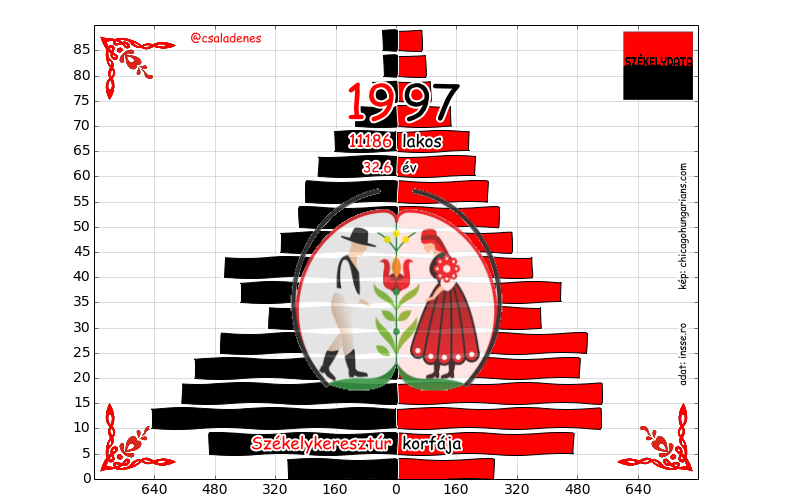 @csaladenes
SZÉKELYDATA
1997
11186 lakos
32.6 év
kép: chicagohungarians.com
adat: insse.ro
Székelykeresztúr korfája
85
80
75
70
65
60
55
50
45
40
35
30
25
20
15
10
5
0
640 480 320 160 0 160 320 480 640